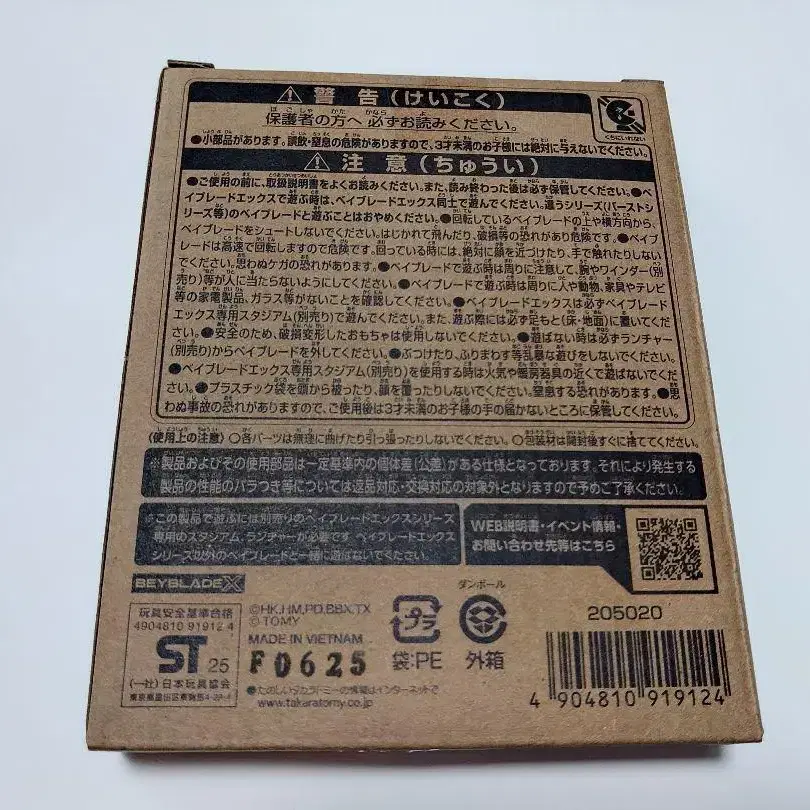 警告(けいこく)
くちにいれない
保護者の方へ 必ずお読みください。
●小部品があります。誤飲・窒息の危険がありますので、3才未満のお子様には絶対に与えないでください。
注意(ちゅうい)
●ご使用の前に、取扱説明書をよくお読みください。また、読み終わった後は必ず保管してください。●ベイ
ブレードエックスで遊ぶ時は、ベイブレードエックス同士で遊んでください。違うシリーズ(バーストシ
リーズ等)のベイブレードと遊ぶことはおやめください。●回転しているベイブレードの上や横方向から、
ベイブレードをシュートしないでください。はじかれて飛んだり、破損等の恐れがあり危険です。●ベイブ
レードは高速で回転しますので危険です。回っている時には、絶対に顔を近づけたり、手で触れたりしない
でください。思わぬケガの恐れがあります。●ベイブレードで遊ぶ時は周りに注意して、腕やワインダー(別
売り)等が人に当たらないようにしてください。●ベイブレードで遊ぶ時は周りに人や動物、家具やテレビ
等の家電製品、ガラス等がないことを確認してください。●ベイブレードエックスは必ずベイブレード
エックス専用スタジアム(別売り)で遊んでください。また、遊ぶ際には必ず足もと(床・地面)に置いてくだ
さい。●安全のため、破損変形したおもちゃは使用しないでください。●遊ばない時は必ずランチャー
(別売り)からベイブレードを外してください。●ぶつけたり、ふりまわす等乱暴な遊びをしないでください。
●ベイブレードエックス専用スタジアム(別売り)を使用する時は火気や暖房器具の近くで遊ばないでくだ
さい。●プラスチック袋を頭から被ったり、顔を覆ったりしないでください。窒息する恐れがあります。●思
わぬ事故の恐れがありますので、ご使用後は3才未満のお子様の手の届かないところに保管してください。
〈使用上の注意〉○各パーツは無理に曲げたり引っ張ったりしないでください。○包装材は開封後すぐに捨ててください。
※製品およびその使用部品は一定基準内の個体差(公差)がある仕様となっております。それにより発生する
製品の性能のバラつき等については返品対応・交換対応の対象外となりますので予めご了承ください。
※この製品で遊ぶには別売りのベイブレードエックスシリーズ
専用のスタジアム、ランチャーが必要です ベイブレードエックス
シリーズ以外のベイブレードと一緒に遊ばないでください。
WEB説明書・イベント情報・
お問い合わせ先等はこちら
BEYBLADE X
玩具安全基準合格
4904810 91912 4
ST 25
(一社)日本玩具協会
©HK,HM,PD,BBX,TX
© TOMY
MADE IN VIETNAM
F0625
●たのしいタカラトミーの情報はインターネットで
www.takaratomy.co.jp
プラ
袋:PE
ダンボール
外箱
205020
4 904810 919124